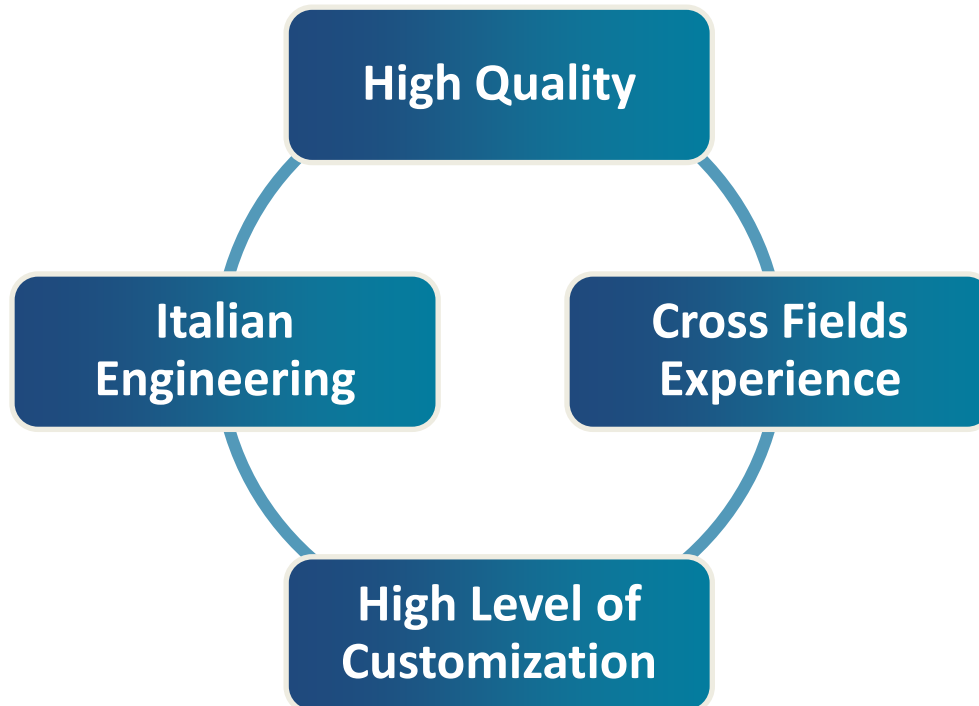 High Quality
Italian
Engineering
Cross Fields
Experience
High Level of
Customization